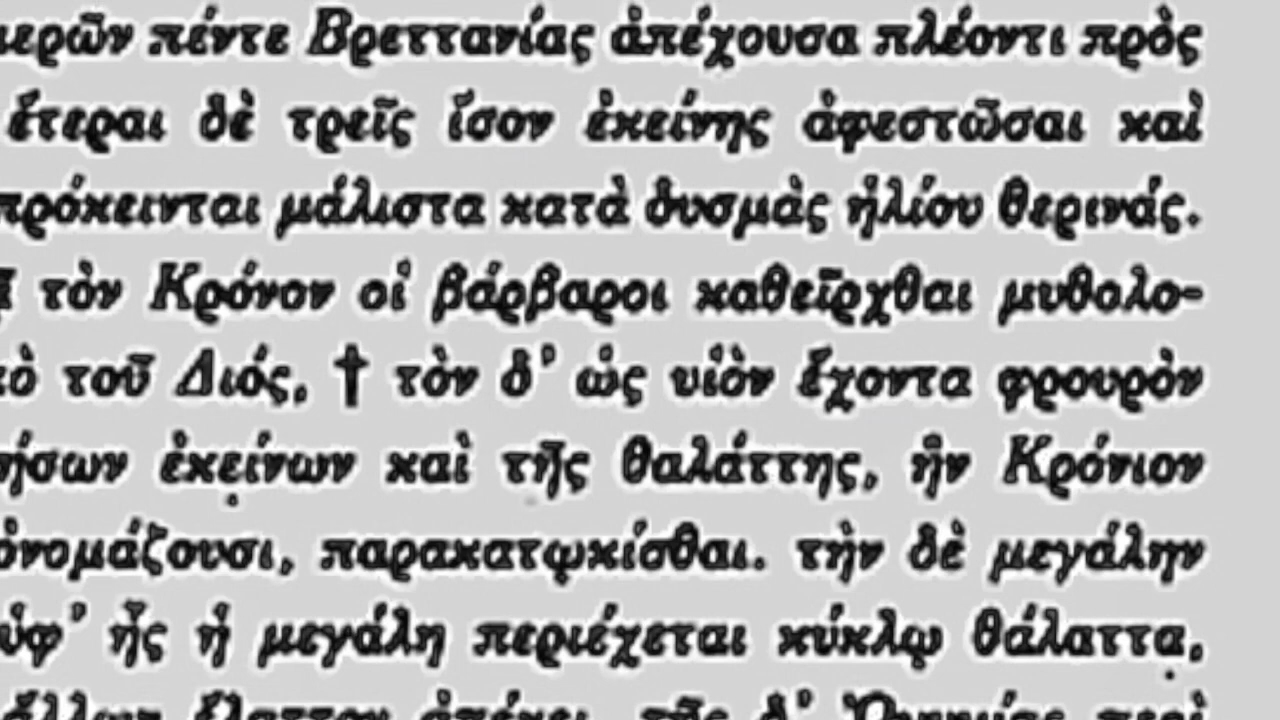 μερῶν πέντε Βρεττανίας ἀπέχουσα πλέοντι πρὸς
ἕτεραι δὲ τρεῖς ἴσον ἐκείνης ἀφεστῶσαι καὶ
πρόκεινται μάλιστα κατὰ δυσμὰς ἡλίου θερινάς.
τὸν Κρόνον οἱ βάρβαροι καθεῖρχθαι μυθολο-
τοῦ Διός, † τὸν δ’ ὡς υἱὸν ἔχοντα φρουρὸν
νήσων ἐκείνων καὶ τῆς θαλάττης, ἣν Κρόνιον
ὀνομάζουσι, παρακατῳκίσθαι. τὴν δὲ μεγάλην
ὑφ’ ἧς ἡ μεγάλη περιέχεται κύκλῳ θάλαττα,